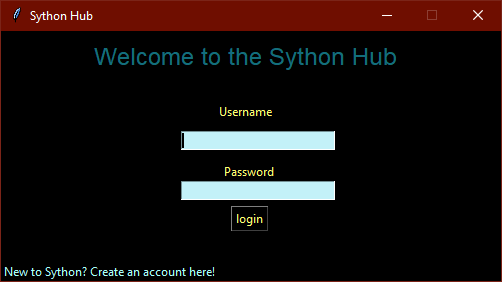 Sython Hub
Welcome to the Sython Hub
Username
Password
login
New to Sython? Create an account here!